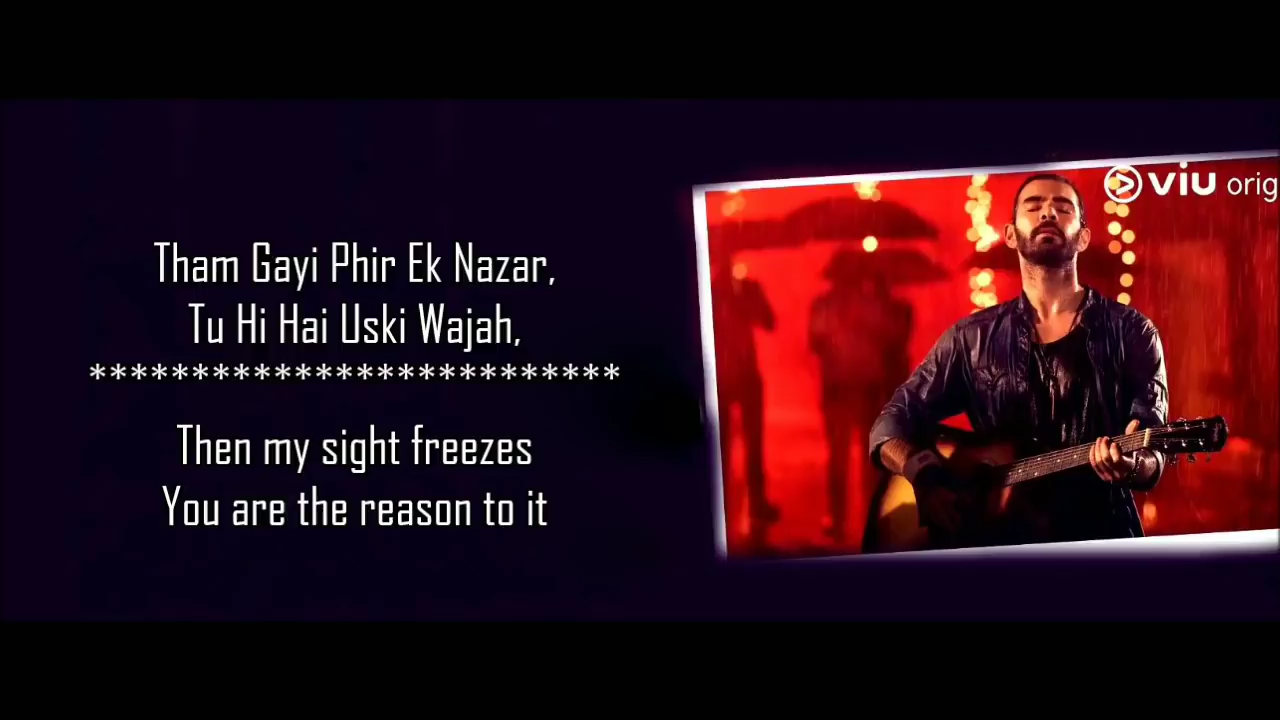 Tham Gayi Phir Ek Nazar,
Tu Hi Hai Uski Wajah,
**************************
Then my sight freezes
You are the reason to it
viu orig